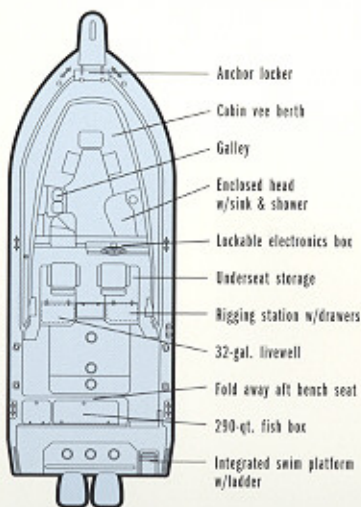 Anchor locker
Cabin vee berth
Galley
Enclosed head
w/sink & shower
Lockable electronics box
Underseat storage
Rigging station w/drawers
32-gal. livewell
Fold away aft bench seat
290-qt. fish box
Integrated swim platform
w/ladder